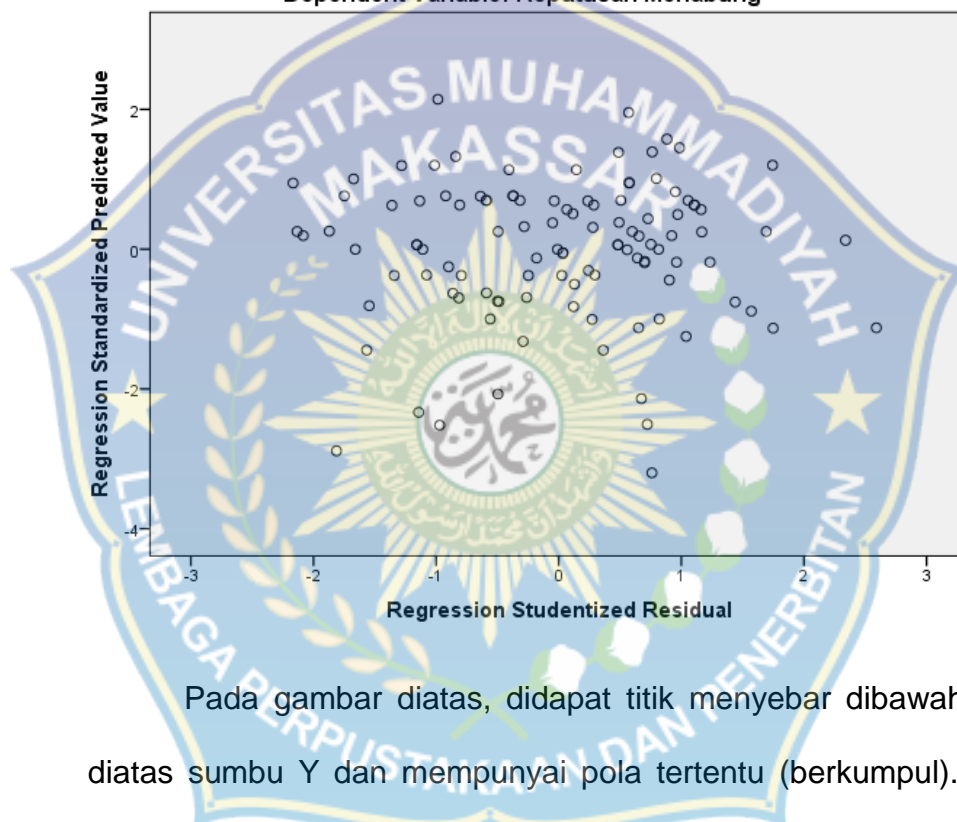 Dependent Variable: Keputusan Menabung
Regression Standardized Predicted Value
2
0
-2
-4
-3
-2
-1
0
1
2
3
Regression Studentized Residual
UNIVERSITAS MUHAMMADIYAH
MAKASSAR
LEMBAGA PERPUSTAKAAN DAN PENERBITAN
Pada gambar diatas, didapat titik menyebar dibawah
diatas sumbu Y dan mempunyai pola tertentu (berkumpul).